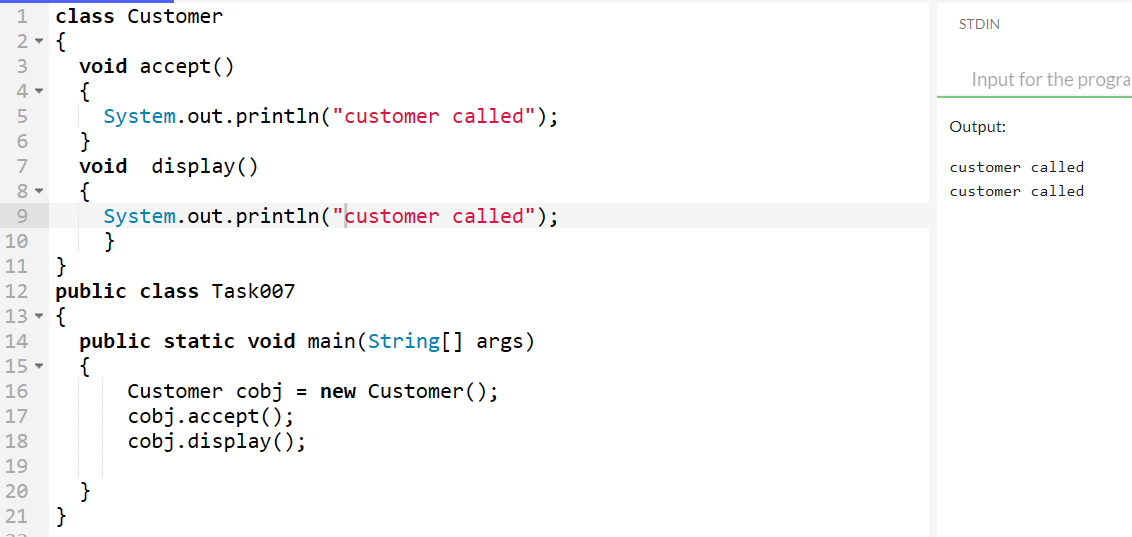 1 class Customer
2 {
3 void accept()
4 {
5 System.out.println("customer called");
6 }
7 void  display()
8 {
9 System.out.println("customer called");
10 }
11 }
12 public class Task007
13 {
14 public static void main(String[] args)
15 {
16 Customer cobj = new Customer();
17 cobj.accept();
18 cobj.display();
19
20 }
21 }
STDIN
Input for the progra
Output:
customer called
customer called